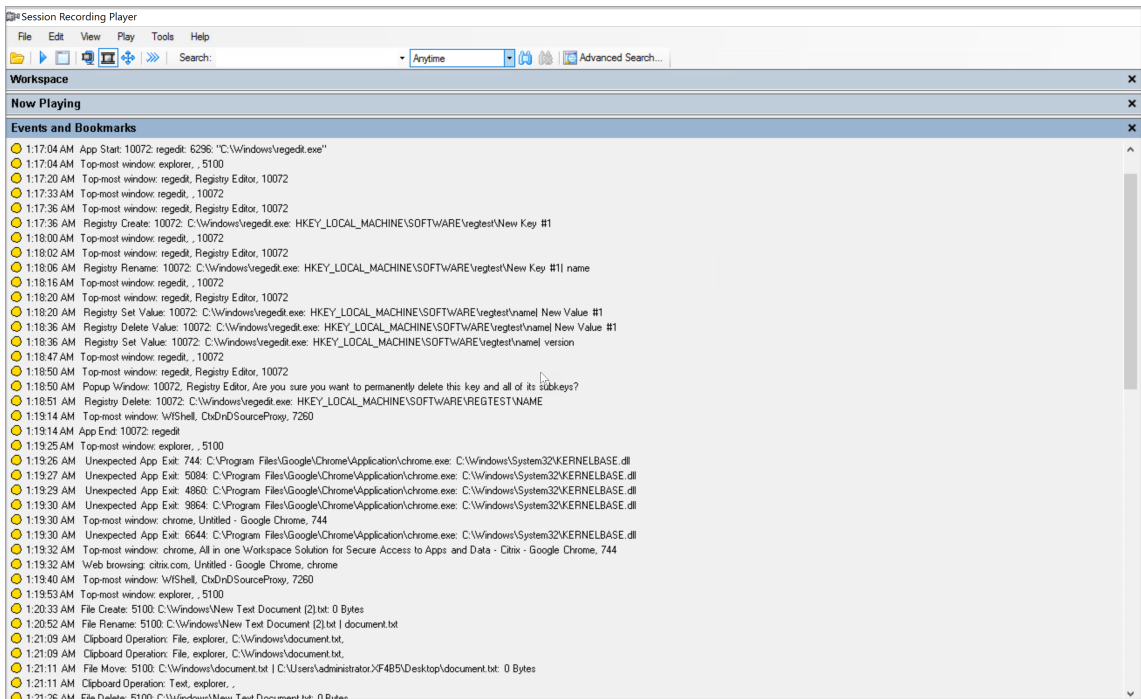 Session Recording Player
File Edit View Play Tools Help
Search: Anytime Advanced Search...
Workspace
Now Playing
Events and Bookmarks
1:17:04 AM App Start: 10072: regedit: 6296: "C:\Windows\regedit.exe"
1:17:04 AM Top-most window: explorer, , 5100
1:17:20 AM Top-most window: regedit, Registry Editor, 10072
1:17:33 AM Top-most window: regedit, , 10072
1:17:36 AM Top-most window: regedit, Registry Editor, 10072
1:17:36 AM Registry Create: 10072: C:\Windows\regedit.exe: HKEY_LOCAL_MACHINE\SOFTWARE\regtest\New Key #1
1:18:00 AM Top-most window: regedit, , 10072
1:18:02 AM Top-most window: regedit, Registry Editor, 10072
1:18:06 AM Registry Rename: 10072: C:\Windows\regedit.exe: HKEY_LOCAL_MACHINE\SOFTWARE\regtest\New Key #1| name
1:18:16 AM Top-most window: regedit, , 10072
1:18:20 AM Top-most window: regedit, Registry Editor, 10072
1:18:20 AM Registry Set Value: 10072: C:\Windows\regedit.exe: HKEY_LOCAL_MACHINE\SOFTWARE\regtest\name| New Value #1
1:18:36 AM Registry Delete Value: 10072: C:\Windows\regedit.exe: HKEY_LOCAL_MACHINE\SOFTWARE\regtest\name| New Value #1
1:18:36 AM Registry Set Value: 10072: C:\Windows\regedit.exe: HKEY_LOCAL_MACHINE\SOFTWARE\regtest\name| version
1:18:47 AM Top-most window: regedit, , 10072
1:18:50 AM Top-most window: regedit, Registry Editor, 10072
1:18:50 AM Popup Window: 10072, Registry Editor, Are you sure you want to permanently delete this key and all of its subkeys?
1:18:51 AM Registry Delete: 10072: C:\Windows\regedit.exe: HKEY_LOCAL_MACHINE\SOFTWARE\REGTEST\NAME
1:19:14 AM Top-most window: WfShell, CtxDnDSourceProxy, 7260
1:19:14 AM App End: 10072: regedit
1:19:25 AM Top-most window: explorer, , 5100
1:19:26 AM Unexpected App Exit: 744: C:\Program Files\Google\Chrome\Application\chrome.exe: C:\Windows\System32\KERNELBASE.dll
1:19:27 AM Unexpected App Exit: 5084: C:\Program Files\Google\Chrome\Application\chrome.exe: C:\Windows\System32\KERNELBASE.dll
1:19:29 AM Unexpected App Exit: 4860: C:\Program Files\Google\Chrome\Application\chrome.exe: C:\Windows\System32\KERNELBASE.dll
1:19:30 AM Unexpected App Exit: 9864: C:\Program Files\Google\Chrome\Application\chrome.exe: C:\Windows\System32\KERNELBASE.dll
1:19:30 AM Top-most window: chrome, Untitled - Google Chrome, 744
1:19:30 AM Unexpected App Exit: 6644: C:\Program Files\Google\Chrome\Application\chrome.exe: C:\Windows\System32\KERNELBASE.dll
1:19:32 AM Top-most window: chrome, All in one Workspace Solution for Secure Access to Apps and Data - Citrix - Google Chrome, 744
1:19:32 AM Web browsing: citrix.com, Untitled - Google Chrome, chrome
1:19:40 AM Top-most window: WfShell, CtxDnDSourceProxy, 7260
1:19:53 AM Top-most window: explorer, , 5100
1:20:33 AM File Create: 5100: C:\Windows\New Text Document (2).txt: 0 Bytes
1:20:52 AM File Rename: 5100: C:\Windows\New Text Document (2).txt | document.txt
1:21:09 AM Clipboard Operation: File, explorer, C:\Windows\document.txt,
1:21:09 AM Clipboard Operation: File, explorer, C:\Windows\document.txt,
1:21:11 AM File Move: 5100: C:\Windows\document.txt | C:\Users\administrator.XF4B5\Desktop\document.txt: 0 Bytes
1:21:11 AM Clipboard Operation: Text, explorer, ,
1:21:26 AM File Delete: 5100: C:\Windows\New Text Document.txt: 0 Bytes